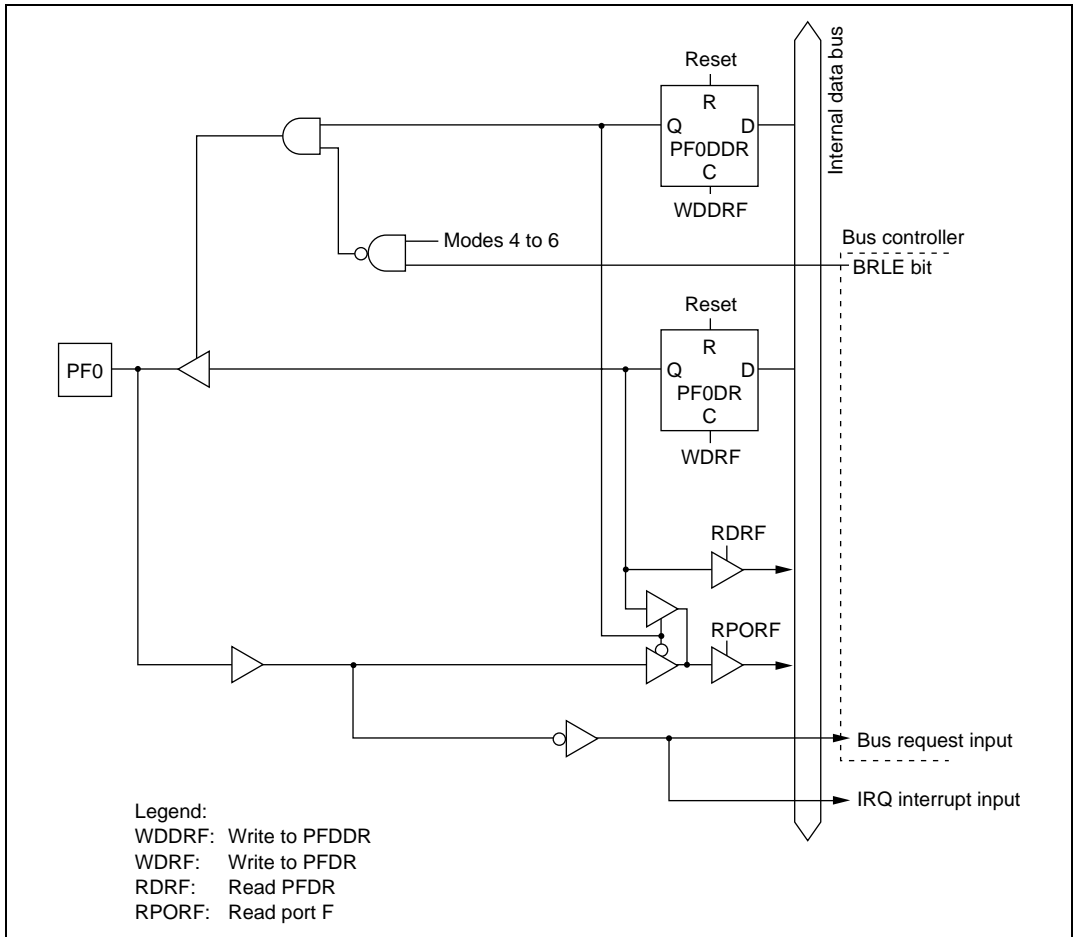 Reset
R
Q D
PF0DDR
C
WDDRF
Internal data bus
Modes 4 to 6
Bus controller
BRLE bit
Reset
R
Q D
PF0DR
C
WDRF
PF0
RDRF
RPORF
Bus request input
IRQ interrupt input
Legend:
WDDRF: Write to PFDDR
WDRF: Write to PFDR
RDRF: Read PFDR
RPORF: Read port F